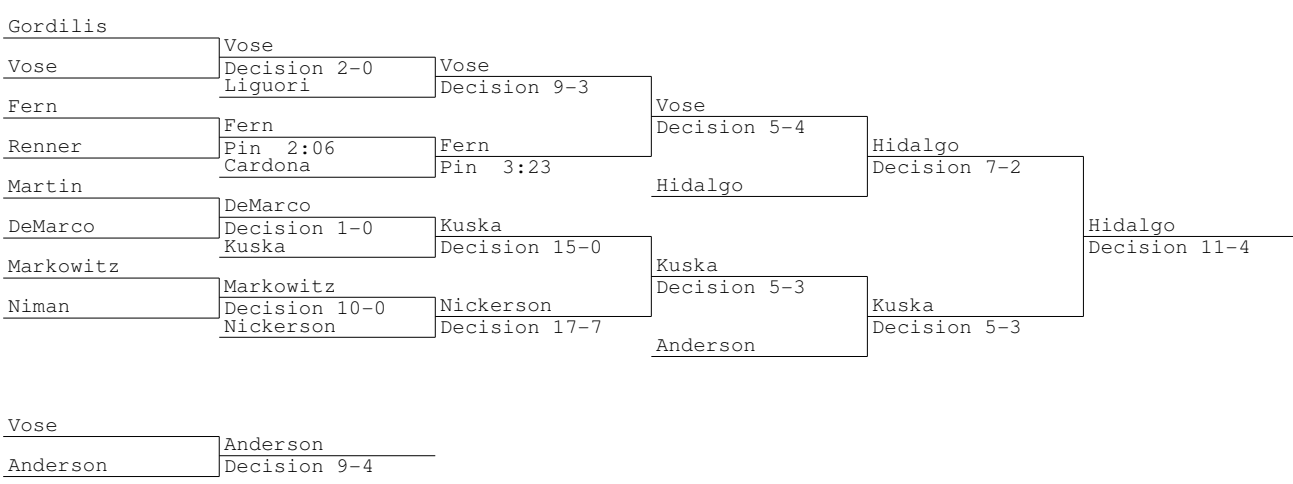 Gordilis
Vose
Vose
Decision 2-0
Liguori
Vose
Decision 9-3
Fern
Vose
Decision 5-4
Fern
Renner
Pin 2:06
Cardona
Fern
Pin 3:23
Hidalgo
Decision 7-2
Martin
Hidalgo
DeMarco
DeMarco
Decision 1-0
Kuska
Kuska
Decision 15-0
Hidalgo
Decision 11-4
Markowitz
Kuska
Decision 5-3
Markowitz
Niman
Decision 10-0
Nickerson
Nickerson
Decision 17-7
Kuska
Decision 5-3
Anderson
Vose
Anderson
Anderson
Decision 9-4